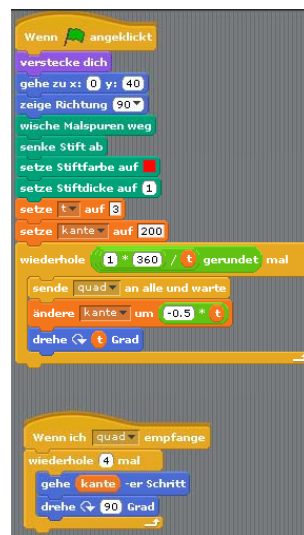 Wenn angeklickt
verstecke dich
gehe zu x: 0 y: 40
zeige Richtung 90
wische Malspuren weg
senke Stift ab
setze Stiftfarbe auf
setze Stiftdicke auf 1
setze t auf 3
setze kante auf 200
wiederhole 1 * 360 / t gerundet mal
sende quad an alle und warte
ändere kante um -0.5 * t
drehe t Grad
Wenn ich quad empfange
wiederhole 4 mal
gehe kante -er Schritt
drehe 90 Grad